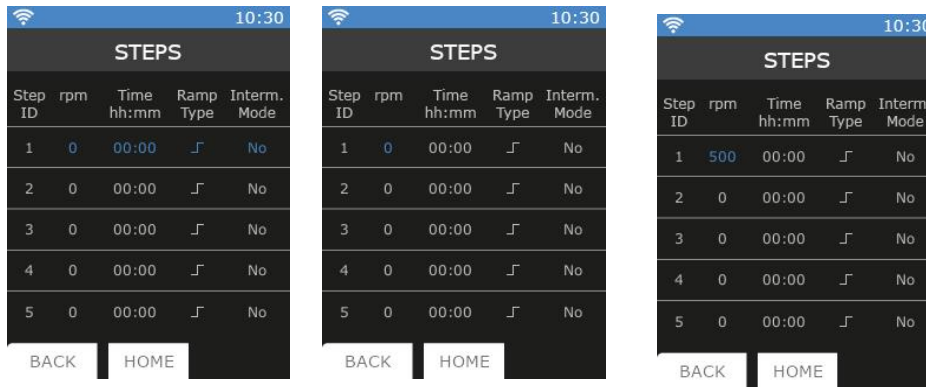 10:30
STEPS
Step ID rpm Time hh:mm Ramp Type Interm. Mode
1 0 00:00 No
2 0 00:00 No
3 0 00:00 No
4 0 00:00 No
5 0 00:00 No
BACK HOME
10:30
STEPS
Step ID rpm Time hh:mm Ramp Type Interm. Mode
1 0 00:00 No
2 0 00:00 No
3 0 00:00 No
4 0 00:00 No
5 0 00:00 No
BACK HOME
10:30
STEPS
Step ID rpm Time hh:mm Ramp Type Interm Mode
1 500 00:00 No
2 0 00:00 No
3 0 00:00 No
4 0 00:00 No
5 0 00:00 No
BACK HOME